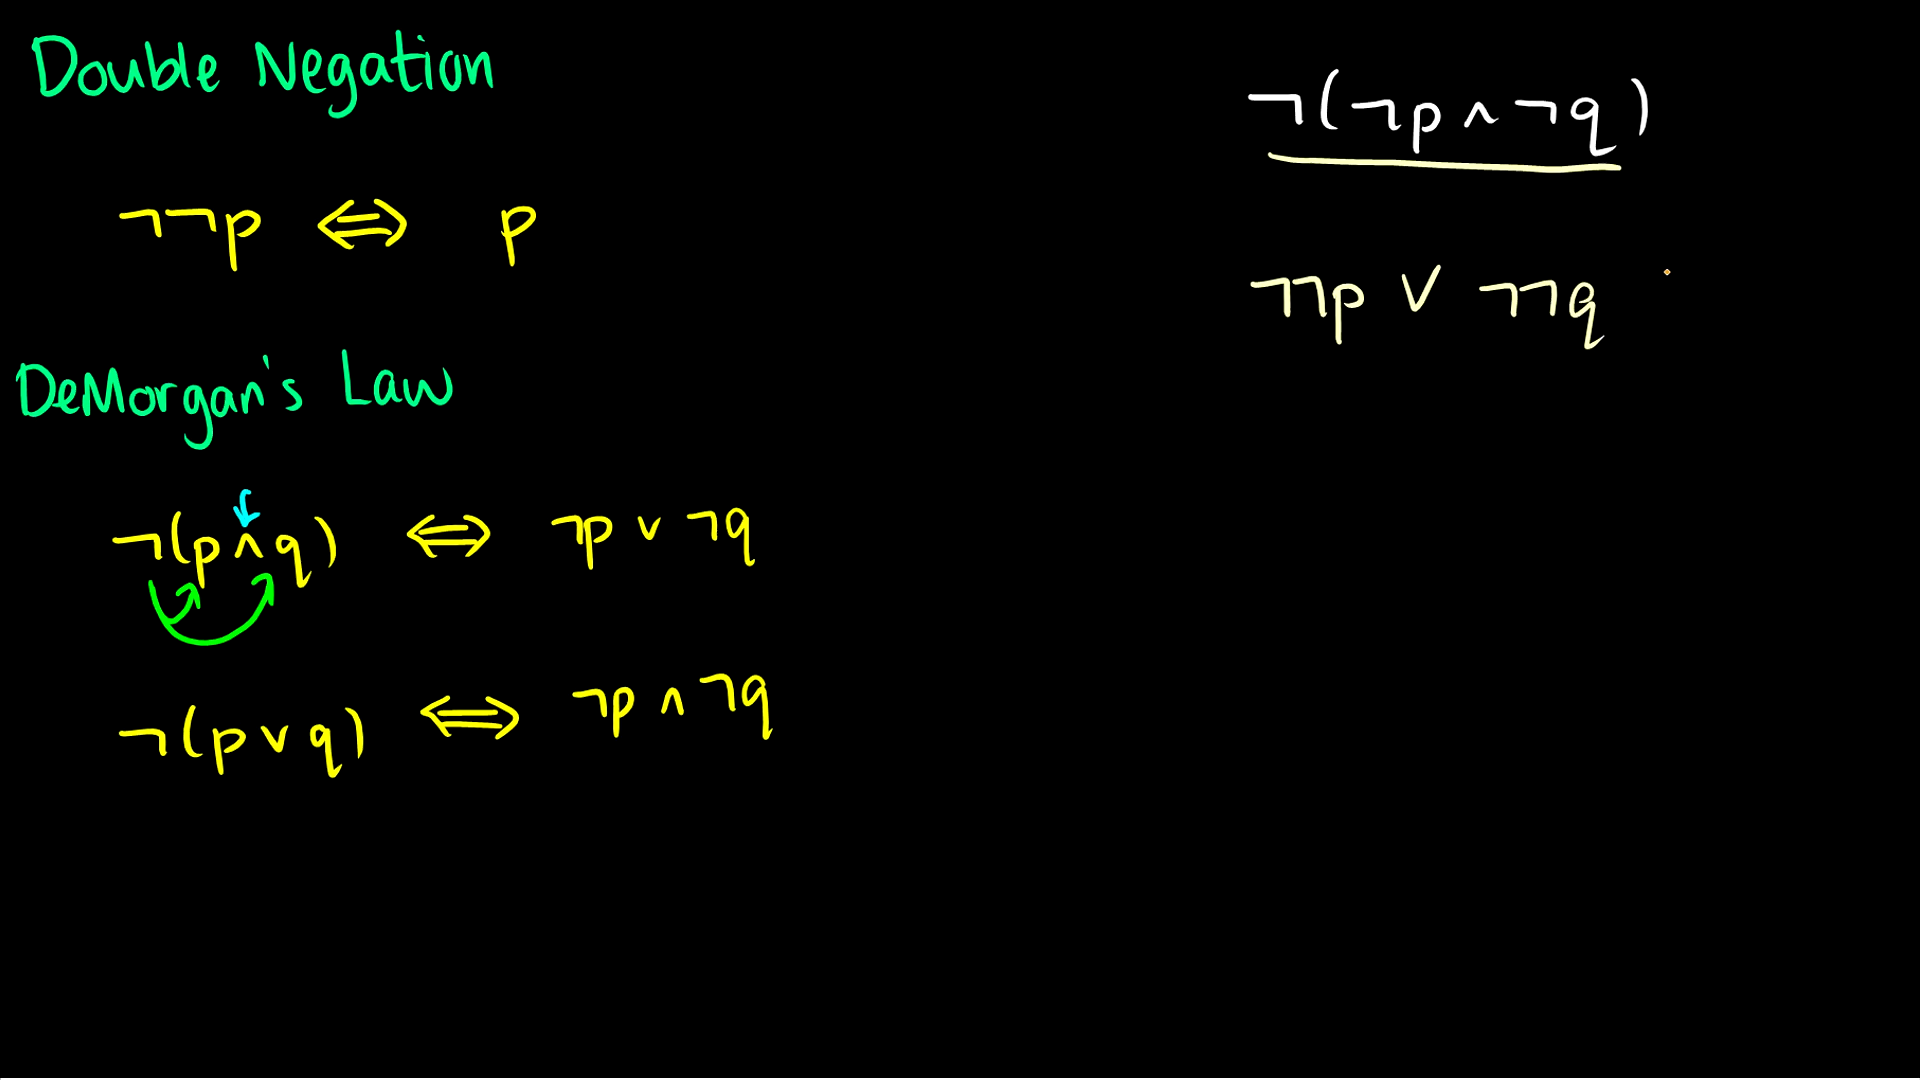 Double Negation
¬¬p ⇔ p
DeMorgan's Law
¬(p∧q) ⇔ ¬p ∨ ¬q
¬(p∨q) ⇔ ¬p ∧ ¬q
¬(¬p ∧ ¬q)
¬¬p ∨ ¬¬q